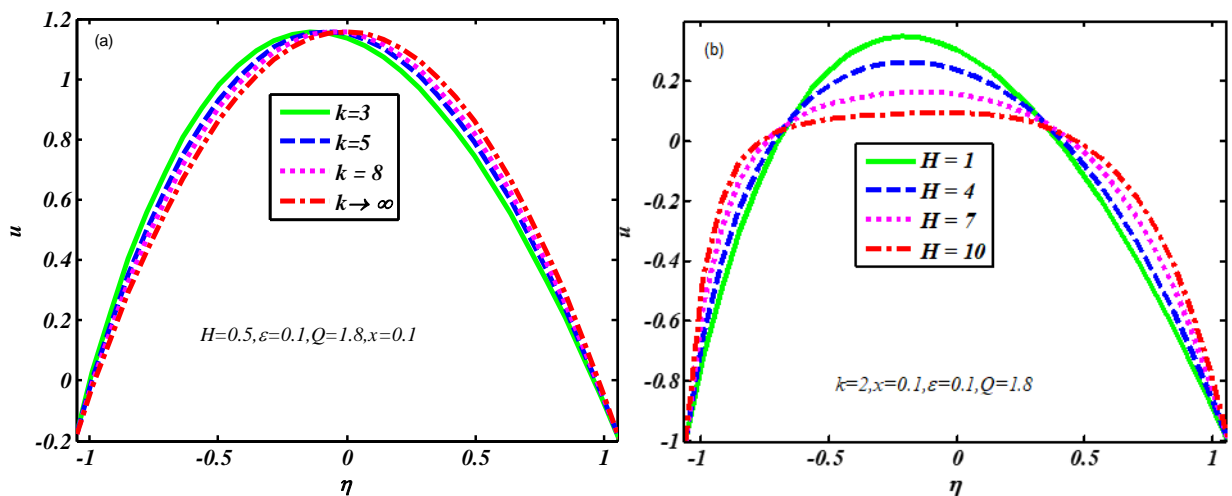 (a)
1.2
1
0.8
0.6
0.4
0.2
0
-0.2
u
k=3
k=5
k = 8
k→ ∞
H=0.5,ε=0.1,Q=1.8,x=0.1
-1 -0.5 0 0.5 1
η
(b)
0.2
0
-0.2
-0.4
-0.6
-0.8
-1
u
H = 1
H = 4
H = 7
H = 10
k=2,x=0.1,ε=0.1,Q=1.8
-1 -0.5 0 0.5 1
η